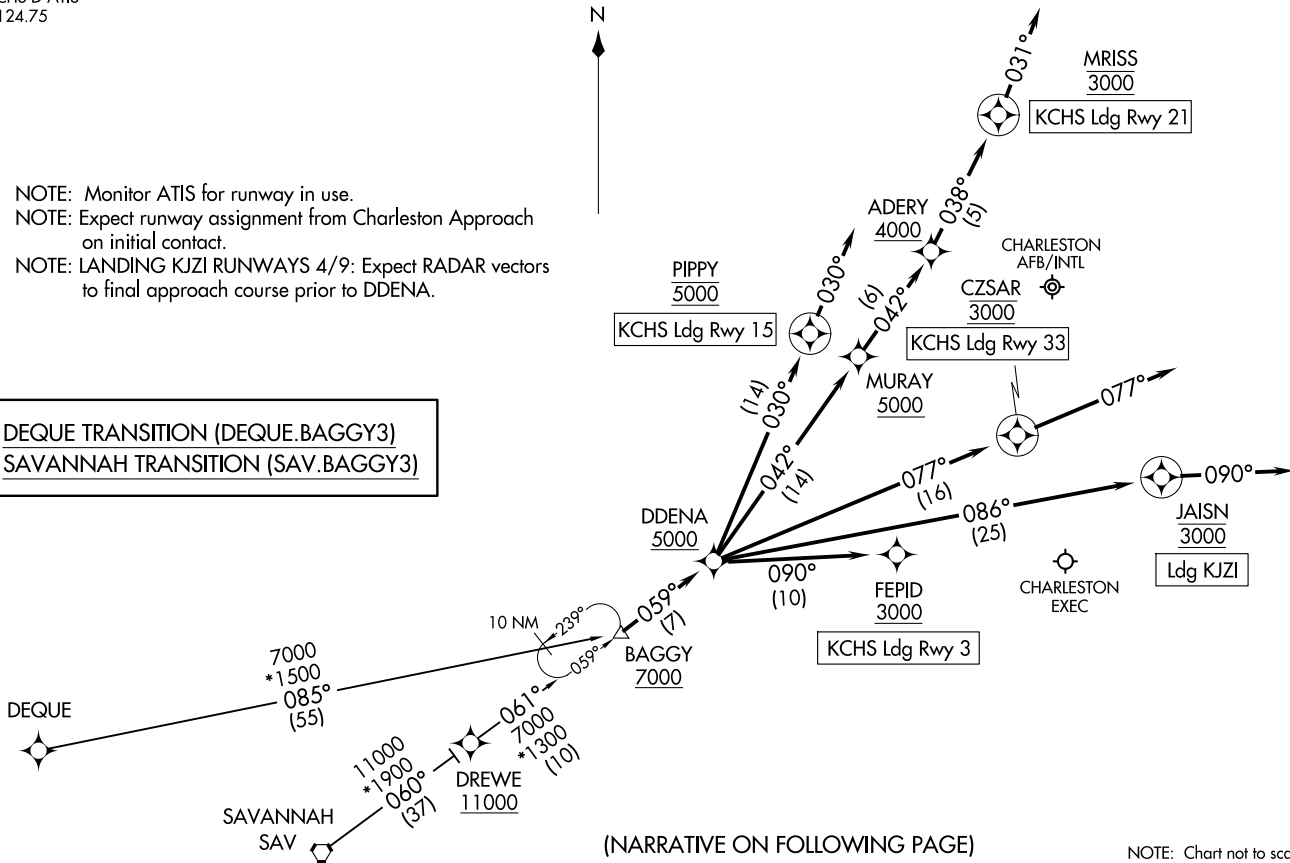 124.75
N
031°
MRISS
3000
KCHS Ldg Rwy 21
NOTE: Monitor ATIS for runway in use.
NOTE: Expect runway assignment from Charleston Approach
on initial contact.
NOTE: LANDING KJZI RUNWAYS 4/9: Expect RADAR vectors
to final approach course prior to DDENA.
038°
(5)
ADERY
4000
CHARLESTON
AFB/INTL
PIPPY
5000
KCHS Ldg Rwy 15
030°
(6)
042°
CZSAR
3000
KCHS Ldg Rwy 33
MURAY
5000
(14)
030°
042°
(14)
077°
077°
(16)
DEQUE TRANSITION (DEQUE.BAGGY3)
SAVANNAH TRANSITION (SAV.BAGGY3)
086°
(25)
090°
JAISN
3000
Ldg KJZI
DDENA
5000
090°
(10)
FEPID
3000
KCHS Ldg Rwy 3
CHARLESTON
EXEC
10 NM
239°
059°
059°
(7)
BAGGY
7000
7000
*1500
085°
(55)
DEQUE
061°
7000
*1300
(10)
DREWE
11000
11000
*1900
060°
(37)
SAVANNAH
SAV
(NARRATIVE ON FOLLOWING PAGE)
NOTE: Chart not to